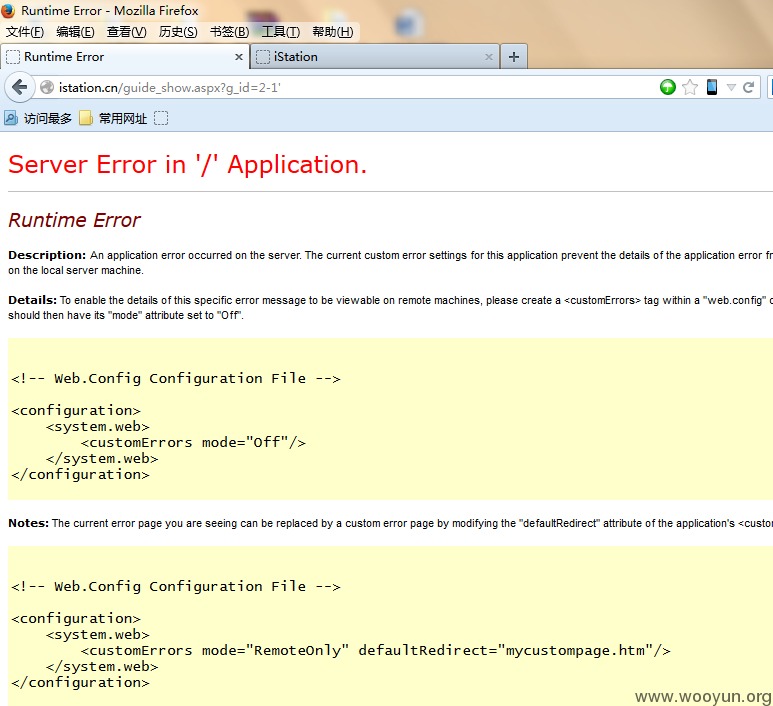 Runtime Error - Mozilla Firefox
文件(F) 编辑(E) 查看(V) 历史(S) 书签(B) 工具(T) 帮助(H)
Runtime Error × iStation × +
istation.cn/guide_show.aspx?g_id=2-1'
访问最多 常用网址
Server Error in '/' Application.
Runtime Error
Description: An application error occurred on the server. The current custom error settings for this application prevent the details of the application error
on the local server machine.
Details: To enable the details of this specific error message to be viewable on remote machines, please create a <customErrors> tag within a "web.config"
should then have its "mode" attribute set to "Off".
<!-- Web.Config Configuration File -->
<configuration>
    <system.web>
        <customErrors mode="Off"/>
    </system.web>
</configuration>
Notes: The current error page you are seeing can be replaced by a custom error page by modifying the "defaultRedirect" attribute of the application's
<!-- Web.Config Configuration File -->
<configuration>
    <system.web>
        <customErrors mode="RemoteOnly" defaultRedirect="mycustompage.htm"/>
    </system.web>
</configuration>
www.wooyun.org